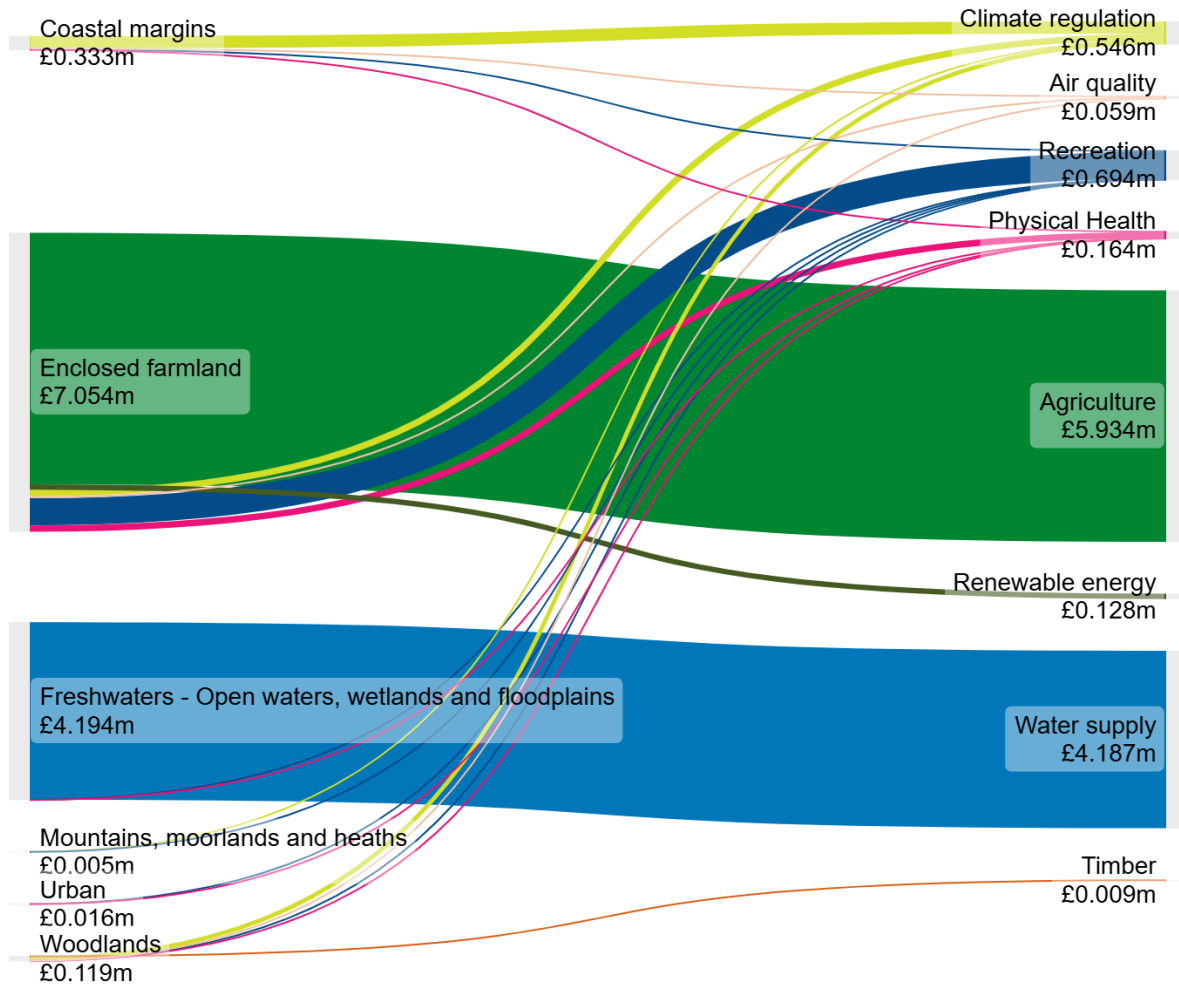 Coastal margins
£0.333m
Enclosed farmland
£7.054m
Freshwaters - Open waters, wetlands and floodplains
£4.194m
Mountains, moorlands and heaths
£0.005m
Urban
£0.016m
Woodlands
£0.119m
Climate regulation
£0.546m
Air quality
£0.059m
Recreation
£0.694m
Physical Health
£0.164m
Agriculture
£5.934m
Renewable energy
£0.128m
Water supply
£4.187m
Timber
£0.009m